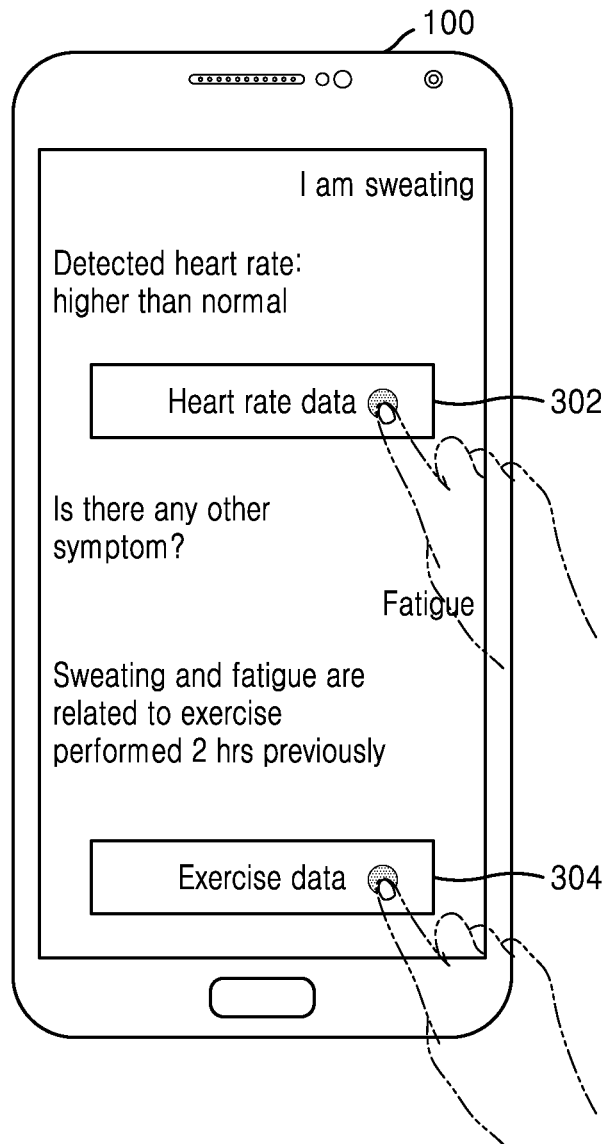 100
I am sweating
Detected heart rate:
higher than normal
Heart rate data
302
Is there any other
symptom?
Fatigue
Sweating and fatigue are
related to exercise
performed 2 hrs previously
Exercise data
304